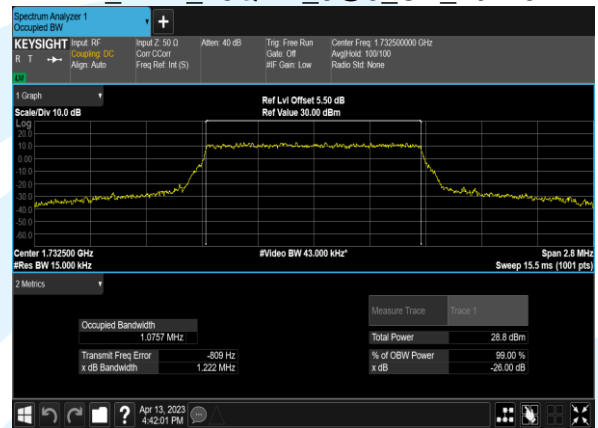 Spectrum Analyzer 1
Occupied BW
+
KEYSIGHT Input: RF Input Z: 50 Ω Atten: 40 dB Trig: Free Run Center Freq: 1.732500000 GHz
R T Coupling: DC Corr CCorr Gate: Off Avg|Hold: 100/100
Align: Auto Freq Ref: Int (S) #IF Gain: Low Radio Std: None
1 Graph
Ref Lvl Offset 5.50 dB
Scale/Div 10.0 dB Ref Value 30.00 dBm
Log
20.0
10.0
0.00
-10.0
-20.0
-30.0
-40.0
-50.0
-60.0
Center 1.732500 GHz #Video BW 43.000 kHz* Span 2.8 MHz
#Res BW 15.000 kHz Sweep 15.5 ms (1001 pts)
2 Metrics
Measure Trace Trace 1
Occupied Bandwidth
1.0757 MHz
Total Power 28.8 dBm
Transmit Freq Error -809 Hz % of OBW Power 99.00 %
x dB Bandwidth 1.222 MHz x dB -26.00 dB
? Apr 13, 2023
4:42:01 PM